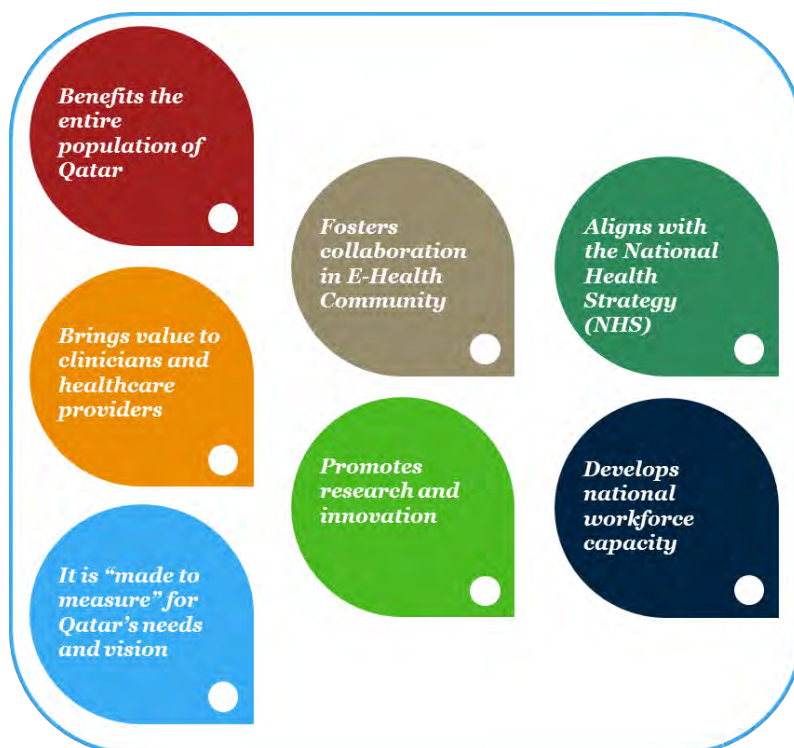 Benefits the
entire
population of
Qatar
Brings value to
clinicians and
healthcare
providers
It is “made to
measure” for
Qatar’s needs
and vision
Fosters
collaboration
in E-Health
Community
Promotes
research and
innovation
Aligns with
the National
Health
Strategy
(NHS)
Develops
national
workforce
capacity